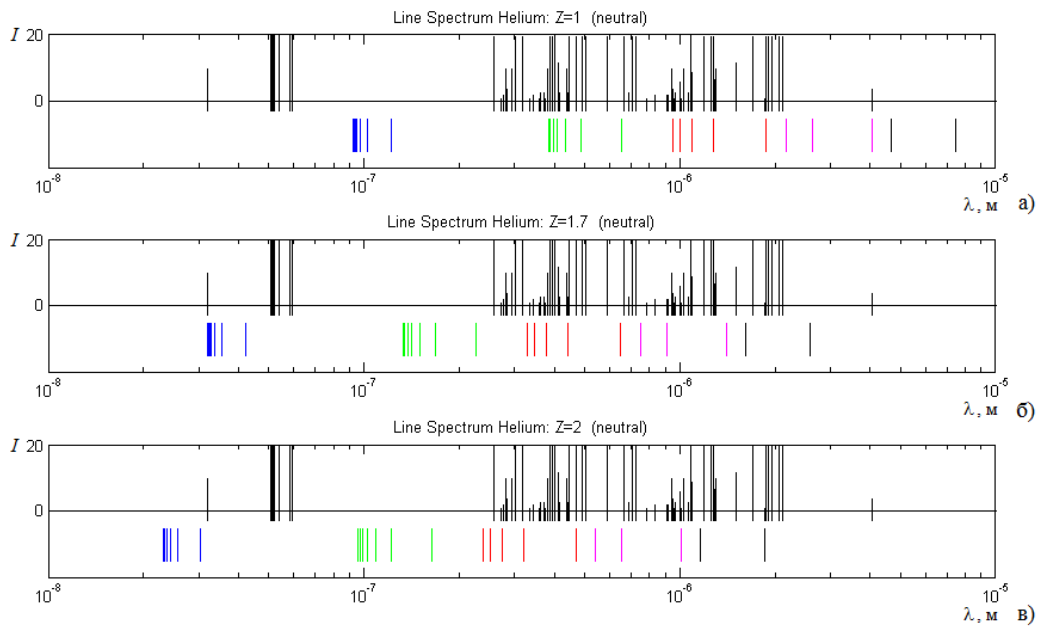 Line Spectrum Helium: Z=1 (neutral)
I 20
0
10⁻⁸ 10⁻⁷ 10⁻⁶ 10⁻⁵
λ, м а)
Line Spectrum Helium: Z=1.7 (neutral)
I 20
0
10⁻⁸ 10⁻⁷ 10⁻⁶ 10⁻⁵
λ, м б)
Line Spectrum Helium: Z=2 (neutral)
I 20
0
10⁻⁸ 10⁻⁷ 10⁻⁶ 10⁻⁵
λ, м в)